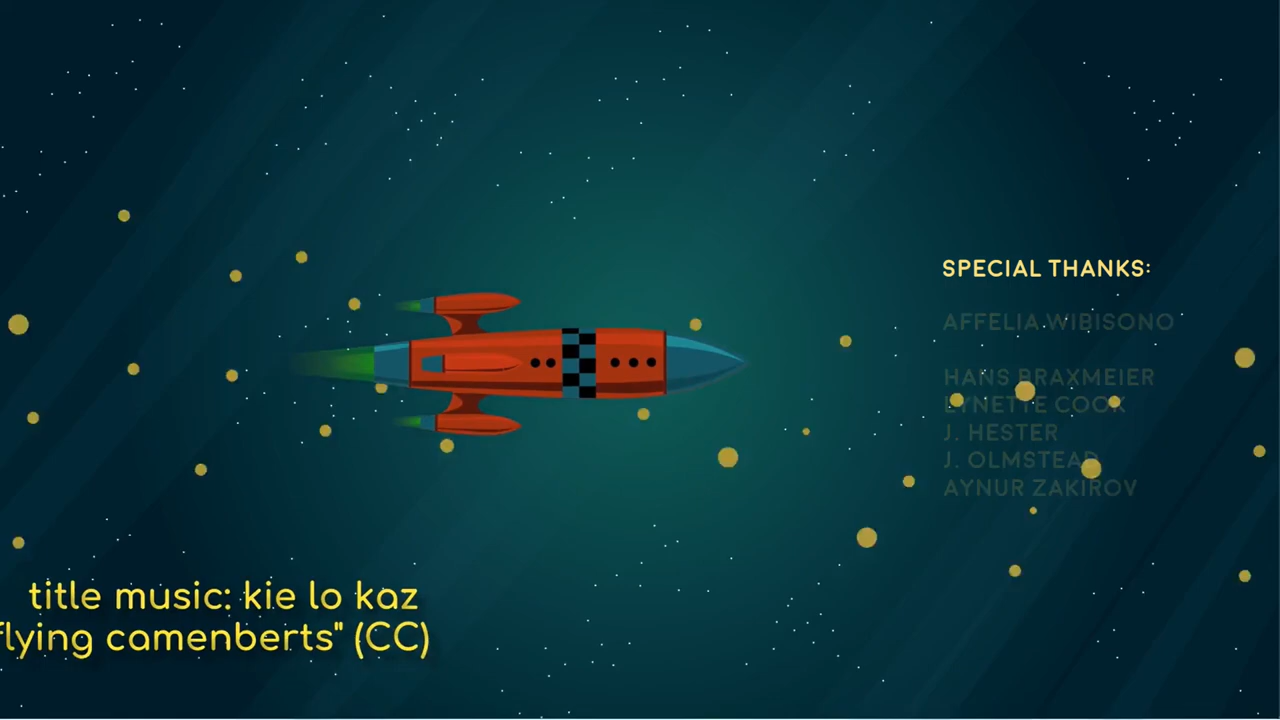 SPECIAL THANKS:
AFFELIA WIBISONO
HANS BRAXMEIER
LYNETTE COOK
J. HESTER
J. OLMSTEAD
AYNUR ZAKIROV
title music: kie lo kaz
flying camenberts" (CC)